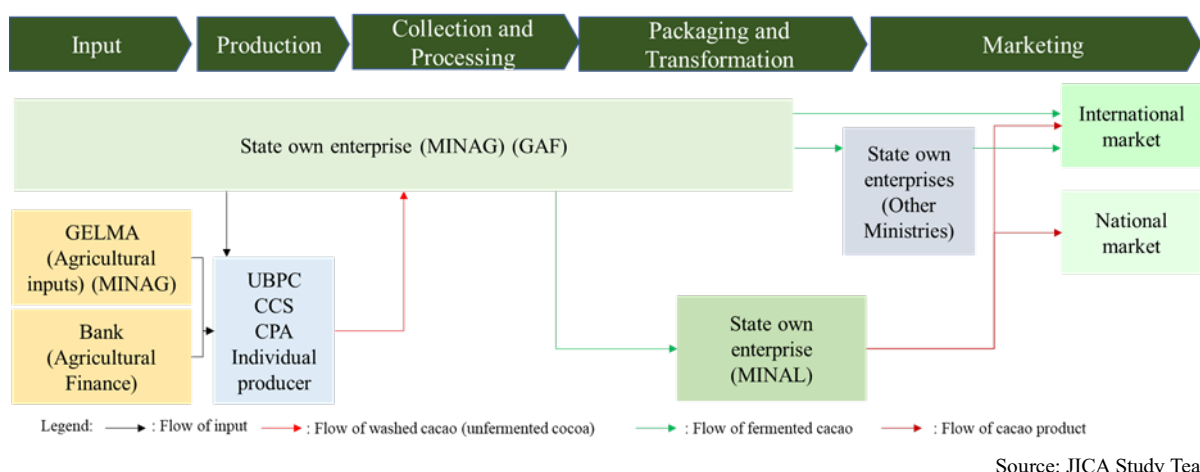 Input
Production
Collection and
Processing
Packaging and
Transformation
Marketing
State own enterprise (MINAG) (GAF)
International
market
State own
enterprises
(Other
Ministries)
National
market
GELMA
(Agricultural
inputs) (MINAG)
UBPC
CCS
CPA
Individual
producer
Bank
(Agricultural
Finance)
State own
enterprise
(MINAL)
Legend: : Flow of input : Flow of washed cacao (unfermented cocoa) : Flow of fermented cacao : Flow of cacao product
Source: JICA Study Tea